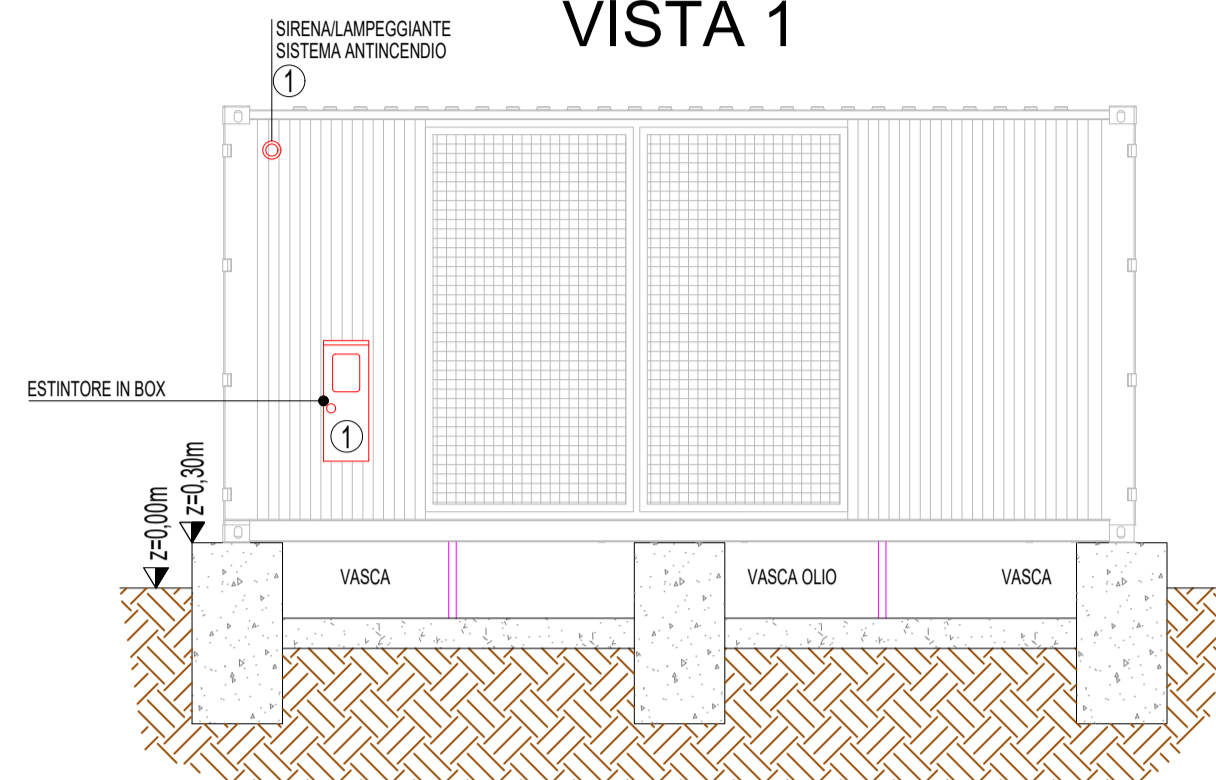 VISTA 1
SIRENA/LAMPEGGIANTE
SISTEMA ANTINCENDIO
1
ESTINTORE IN BOX
1
z=0,30m
z=0,00m
VASCA
VASCA OLIO
VASCA